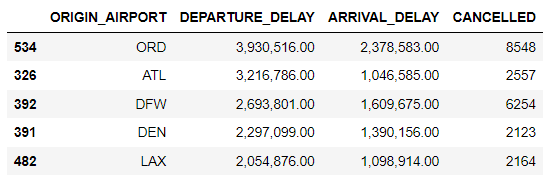 ORIGIN_AIRPORT DEPARTURE_DELAY ARRIVAL_DELAY CANCELLED
534 ORD 3,930,516.00 2,378,583.00 8548
326 ATL 3,216,786.00 1,046,585.00 2557
392 DFW 2,693,801.00 1,609,675.00 6254
391 DEN 2,297,099.00 1,390,156.00 2123
482 LAX 2,054,876.00 1,098,914.00 2164